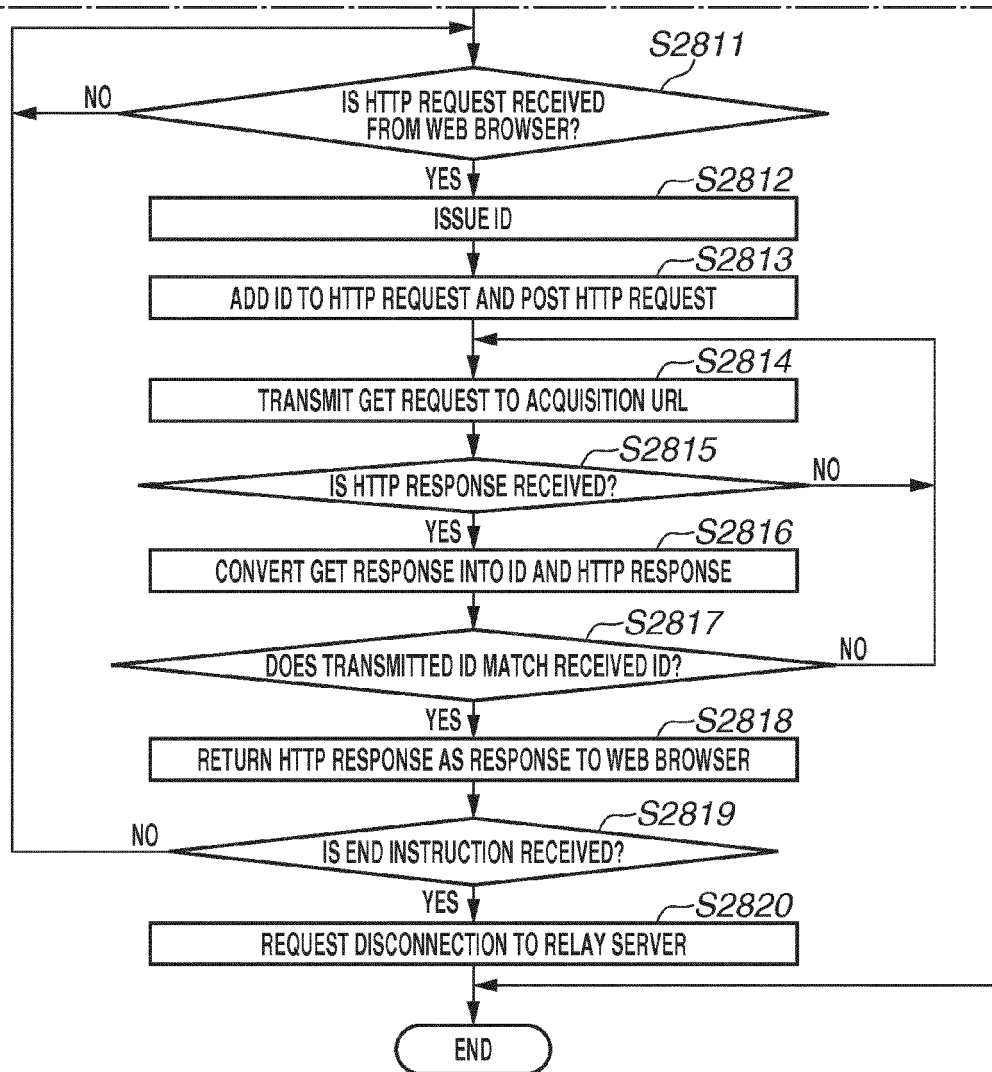 S2811
IS HTTP REQUEST RECEIVED
FROM WEB BROWSER?
NO
YES
S2812
ISSUE ID
S2813
ADD ID TO HTTP REQUEST AND POST HTTP REQUEST
S2814
TRANSMIT GET REQUEST TO ACQUISITION URL
S2815
IS HTTP RESPONSE RECEIVED?
NO
YES
S2816
CONVERT GET RESPONSE INTO ID AND HTTP RESPONSE
S2817
DOES TRANSMITTED ID MATCH RECEIVED ID?
NO
YES
S2818
RETURN HTTP RESPONSE AS RESPONSE TO WEB BROWSER
S2819
NO
IS END INSTRUCTION RECEIVED?
YES
S2820
REQUEST DISCONNECTION TO RELAY SERVER
END